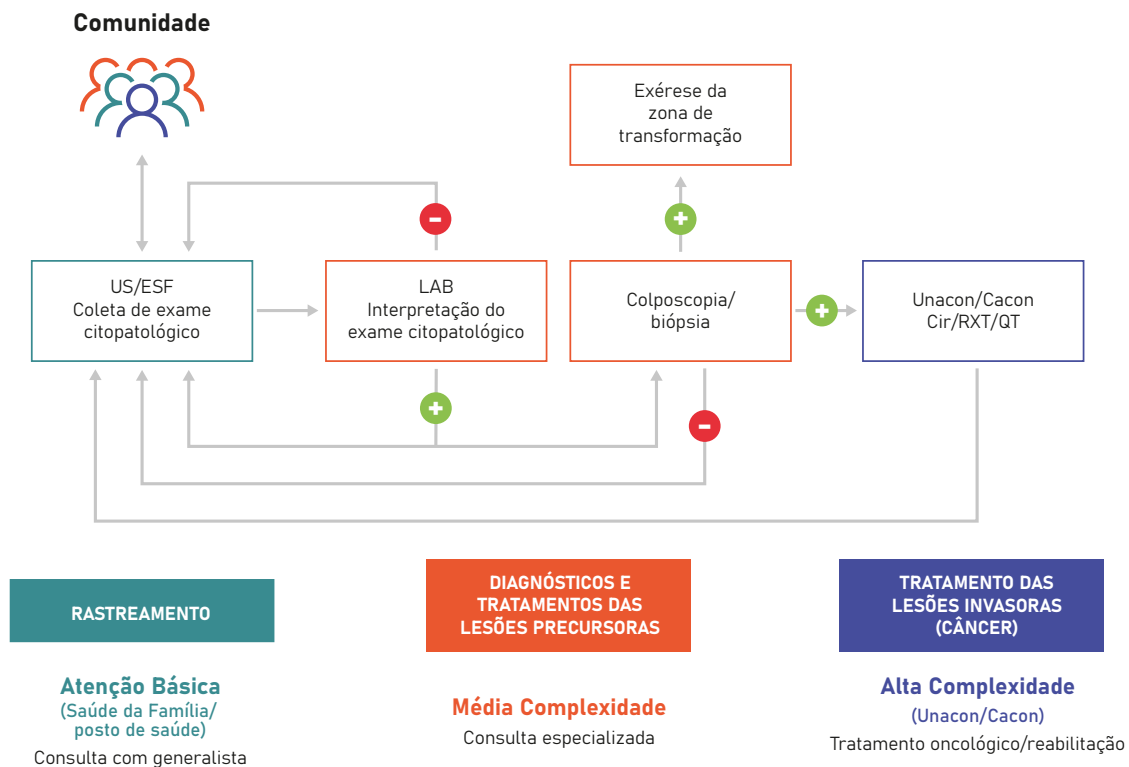 Comunidade
Exérese da
zona de
transformação
US/ESF
Coleta de exame
citopatológico
LAB
Interpretação do
exame citopatológico
Colposcopia/
biópsia
Unacon/Cacon
Cir/RXT/QT
RASTREAMENTO
DIAGNÓSTICOS E
TRATAMENTOS DAS
LESÕES PRECURSORAS
TRATAMENTO DAS
LESÕES INVASORAS
(CÂNCER)
Atenção Básica
(Saúde da Família/
posto de saúde)
Consulta com generalista
Média Complexidade
Consulta especializada
Alta Complexidade
(Unacon/Cacon)
Tratamento oncológico/reabilitação